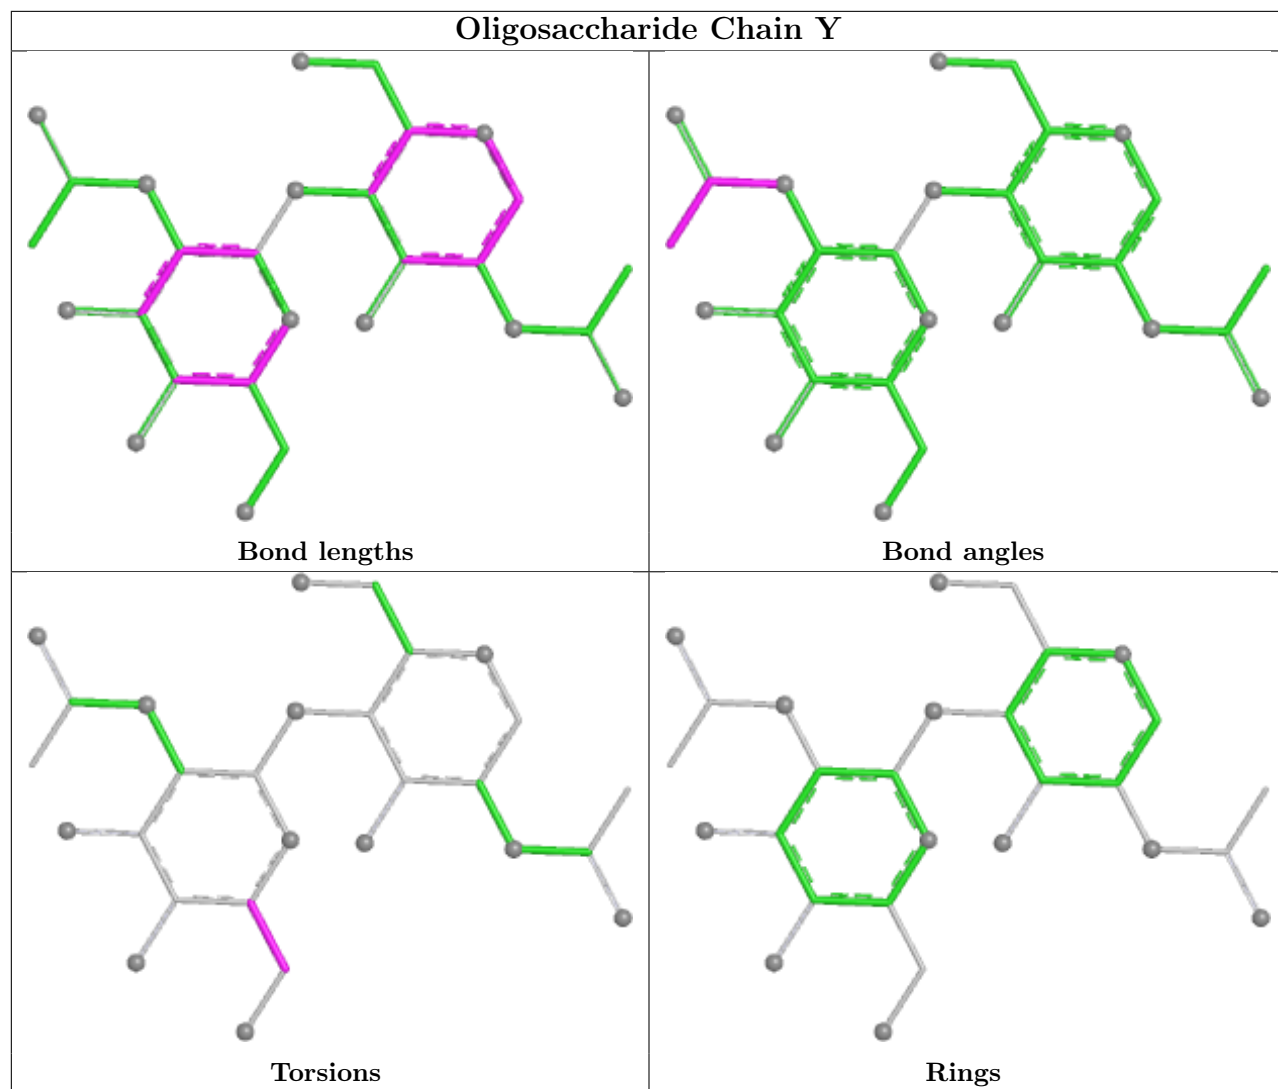 Oligosaccharide Chain Y
Bond lengths
Bond angles
Torsions
Rings